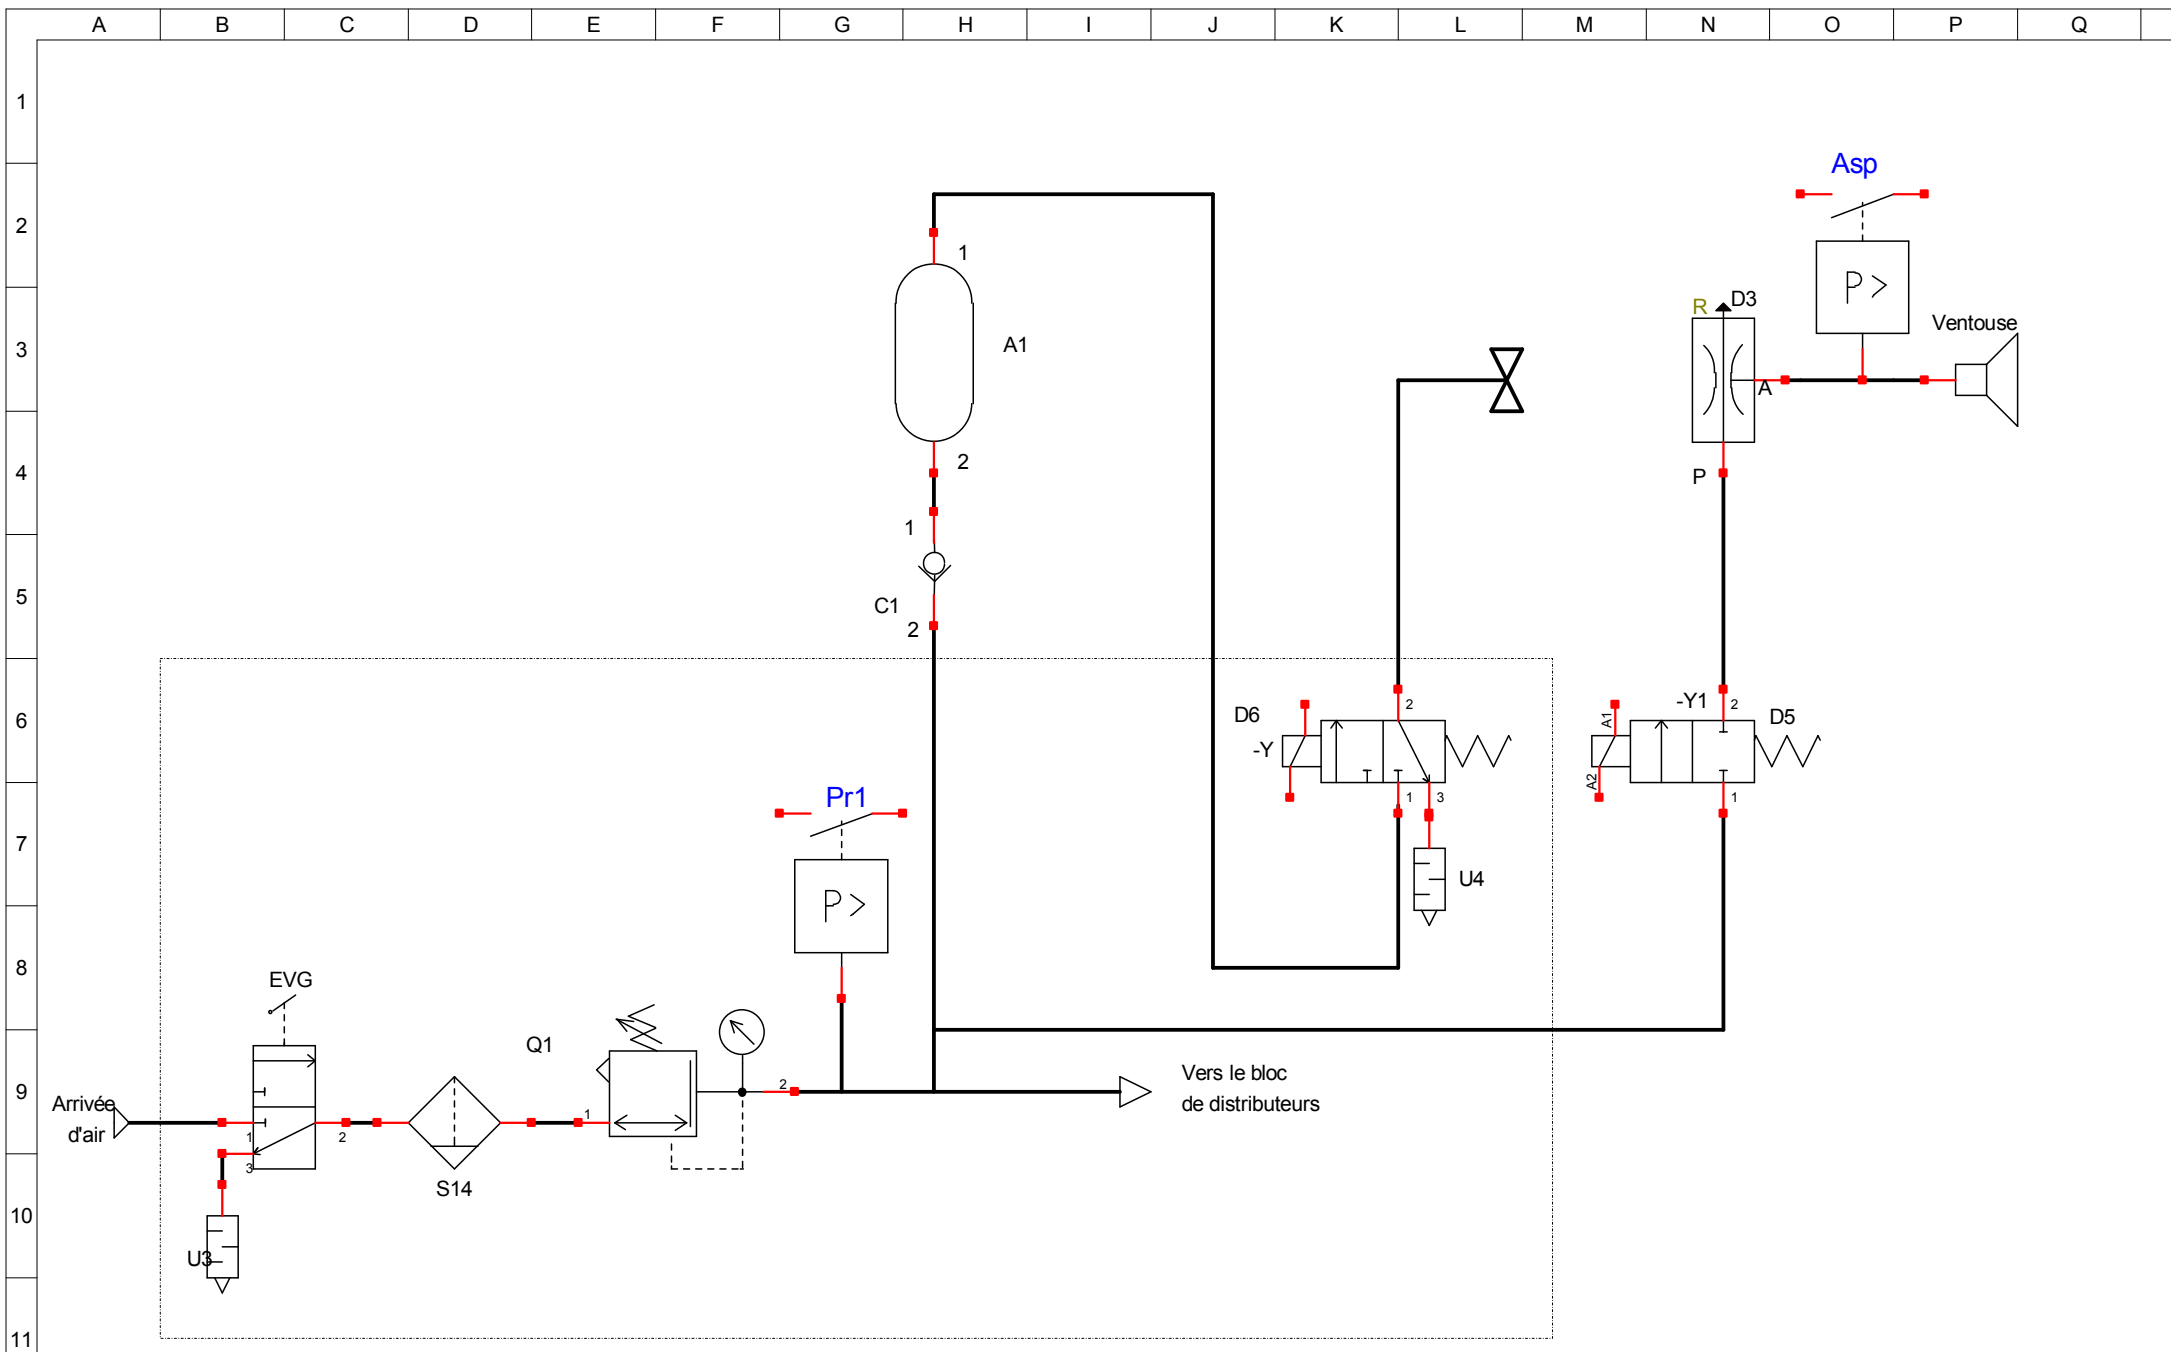 A B C D E F G H I J K L M N O P Q
1
Asp
2
1
P >
R D3
Ventouse
3
A1
A
2
4
P
1
5
C1
2
6
D6
2
-Y1 2
D5
A1
-Y
A2
1 3
1
Pr1
7
P >
U4
8
EVG
Q1
Vers le bloc
de distributeurs
9
2
Arrivée
d'air
1
1 2
3
S14
10
U3
11